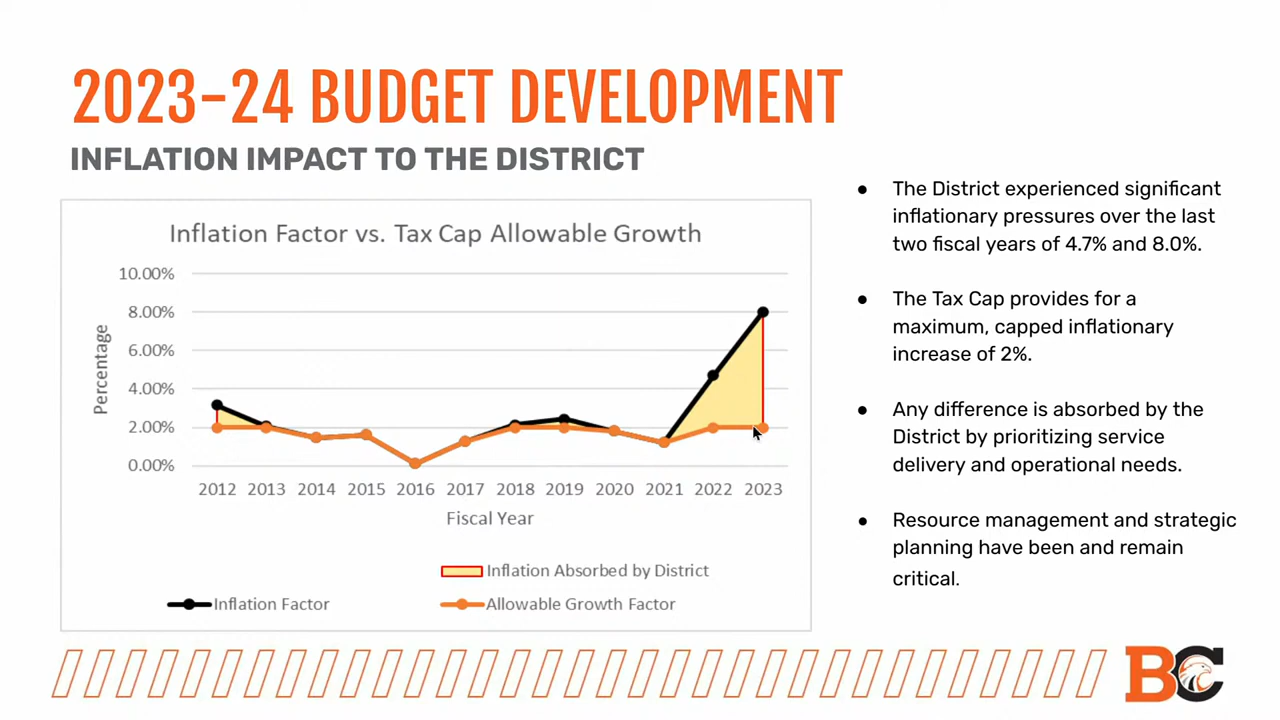 2023-24 BUDGET DEVELOPMENT
INFLATION IMPACT TO THE DISTRICT
Inflation Factor vs. Tax Cap Allowable Growth
Percentage
10.00%
8.00%
6.00%
4.00%
2.00%
0.00%
2012 2013 2014 2015 2016 2017 2018 2019 2020 2021 2022 2023
Fiscal Year
Inflation Absorbed by District
Inflation Factor
Allowable Growth Factor
● The District experienced significant
inflationary pressures over the last
two fiscal years of 4.7% and 8.0%.
● The Tax Cap provides for a
maximum, capped inflationary
increase of 2%.
● Any difference is absorbed by the
District by prioritizing service
delivery and operational needs.
● Resource management and strategic
planning have been and remain
critical.
BC